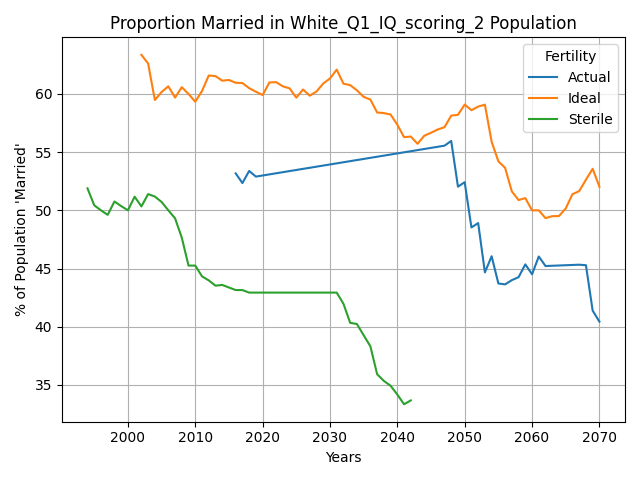 Proportion Married in White_Q1_IQ_scoring_2 Population
Fertility
Actual
Ideal
Sterile
% of Population 'Married'
60
55
50
45
40
35
2000
2010
2020
2030
2040
2050
2060
2070
Years